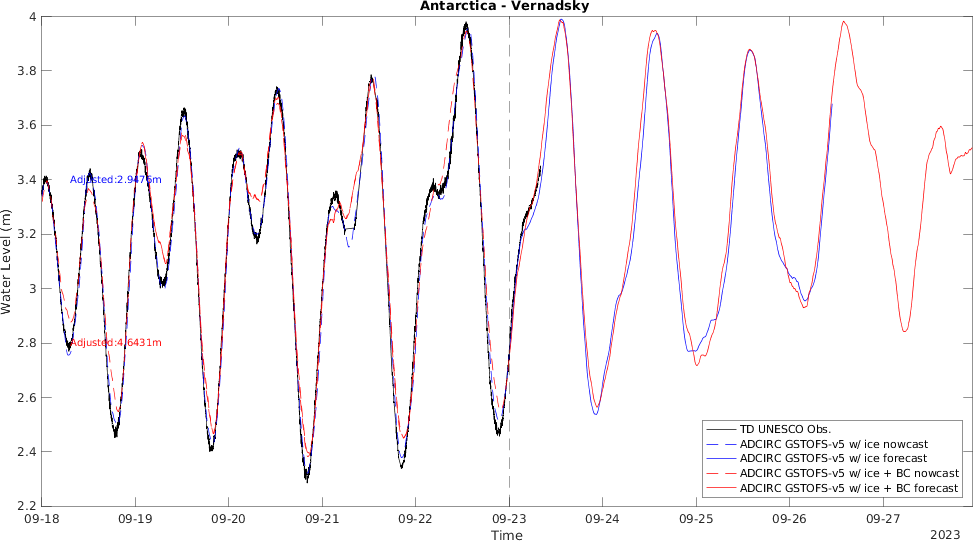 Antarctica - Vernadsky
4
3.8
3.6
3.4
3.2
3
2.8
2.6
2.4
2.2
Water Level (m)
Adjusted:2.9476m
Adjusted:4.6431m
TD UNESCO Obs.
ADCIRC GSTOFS-v5 w/ ice nowcast
ADCIRC GSTOFS-v5 w/ ice forecast
ADCIRC GSTOFS-v5 w/ ice + BC nowcast
ADCIRC GSTOFS-v5 w/ ice + BC forecast
09-18 09-19 09-20 09-21 09-22 09-23 09-24 09-25 09-26 09-27
Time
2023